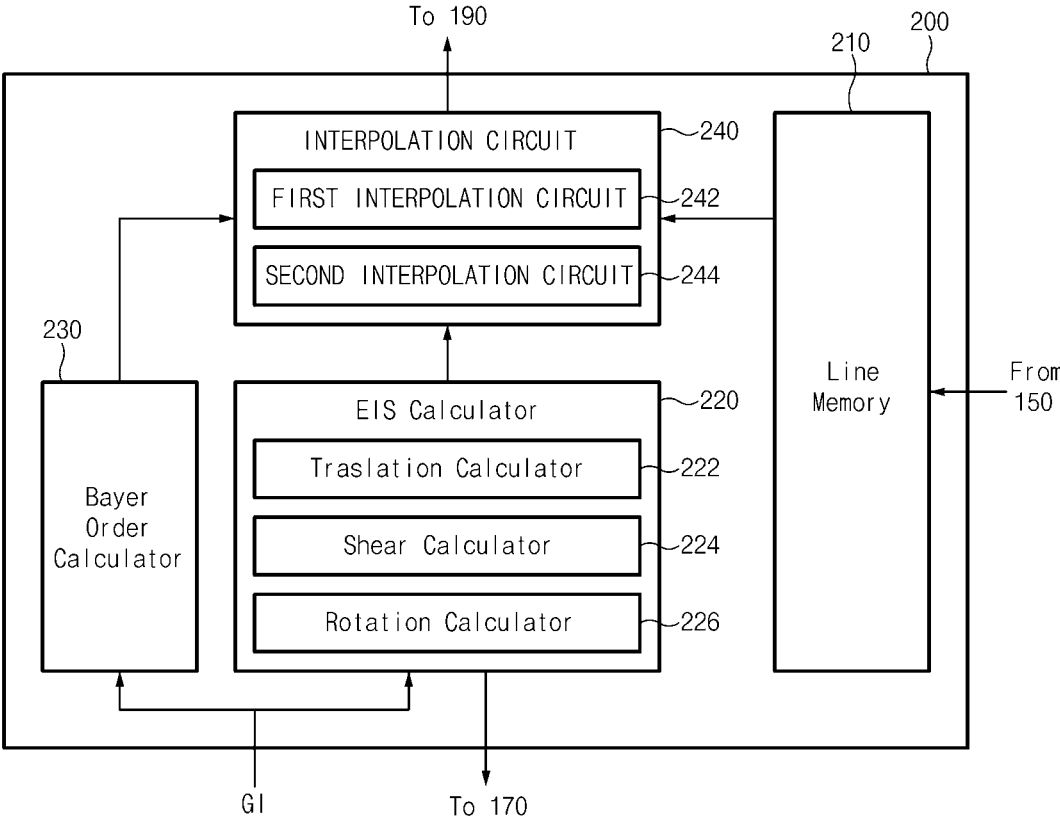 To 190
200
210
INTERPOLATION CIRCUIT
240
FIRST INTERPOLATION CIRCUIT
242
SECOND INTERPOLATION CIRCUIT
244
230
Line
Memory
From
150
EIS Calculator
220
Traslation Calculator
222
Bayer
Order
Calculator
Shear Calculator
224
Rotation Calculator
226
GI
To 170